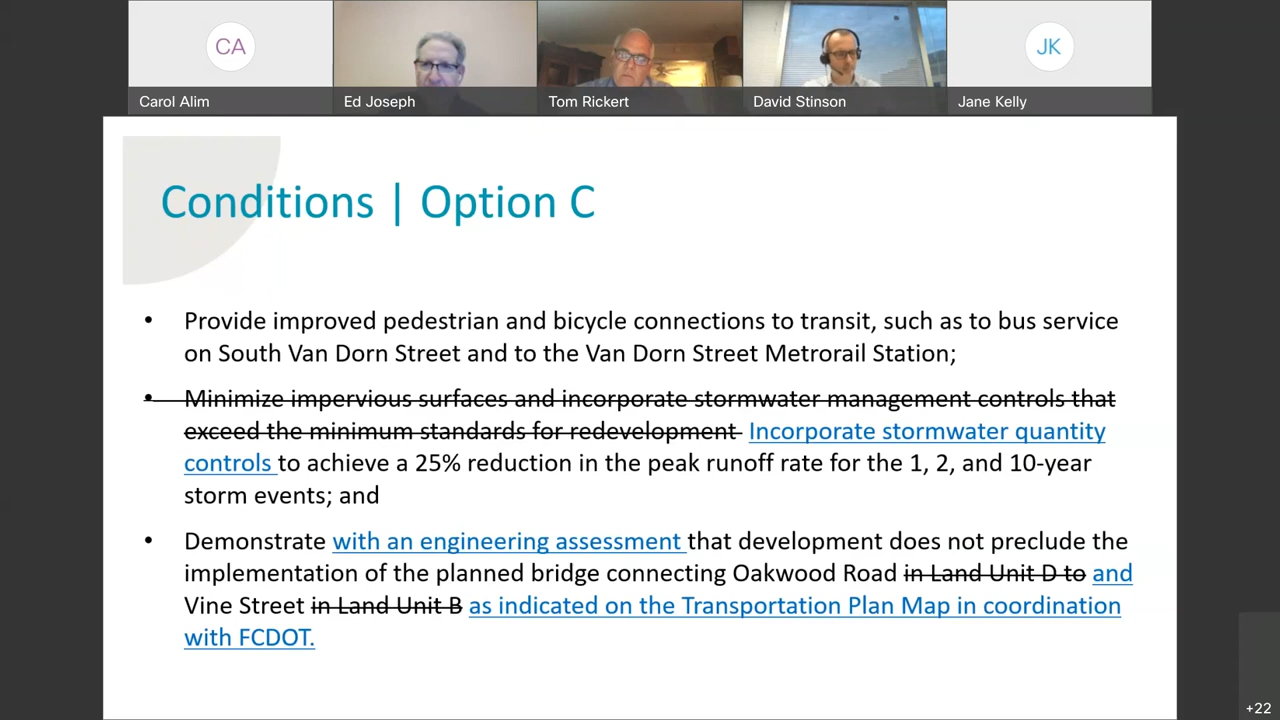 CA
JK
Carol Alim
Ed Joseph
Tom Rickert
David Stinson
Jane Kelly
Conditions | Option C
• Provide improved pedestrian and bicycle connections to transit, such as to bus service
on South Van Dorn Street and to the Van Dorn Street Metrorail Station;
• Minimize impervious surfaces and incorporate stormwater management controls that
exceed the minimum standards for redevelopment Incorporate stormwater quantity
controls to achieve a 25% reduction in the peak runoff rate for the 1, 2, and 10-year
storm events; and
• Demonstrate with an engineering assessment that development does not preclude the
implementation of the planned bridge connecting Oakwood Road in Land Unit D to and
Vine Street in Land Unit B as indicated on the Transportation Plan Map in coordination
with FCDOT.
+22